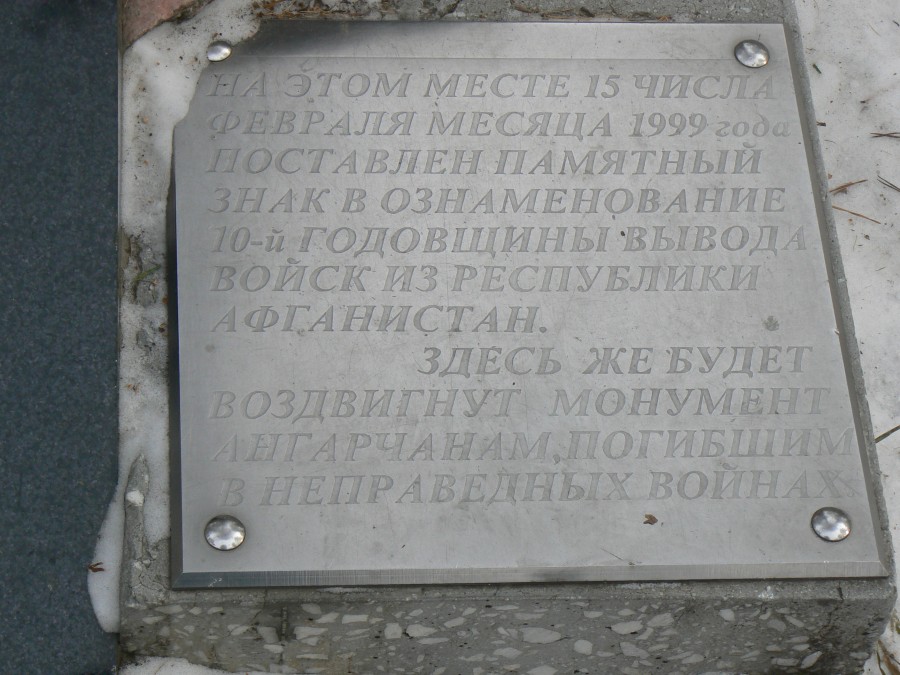 НА ЭТОМ МЕСТЕ 15 ЧИСЛА
ФЕВРАЛЯ МЕСЯЦА 1999 года
ПОСТАВЛЕН ПАМЯТНЫЙ
ЗНАК В ОЗНАМЕНОВАНИЕ
10-й ГОДОВЩИНЫ ВЫВОДА
ВОЙСК ИЗ РЕСПУБЛИКИ
АФГАНИСТАН.
ЗДЕСЬ ЖЕ БУДЕТ
ВОЗДВИГНУТ МОНУМЕНТ
АНГАРЧАНАМ,ПОГИБШИМ
В НЕПРАВЕДНЫХ ВОЙНАХ.